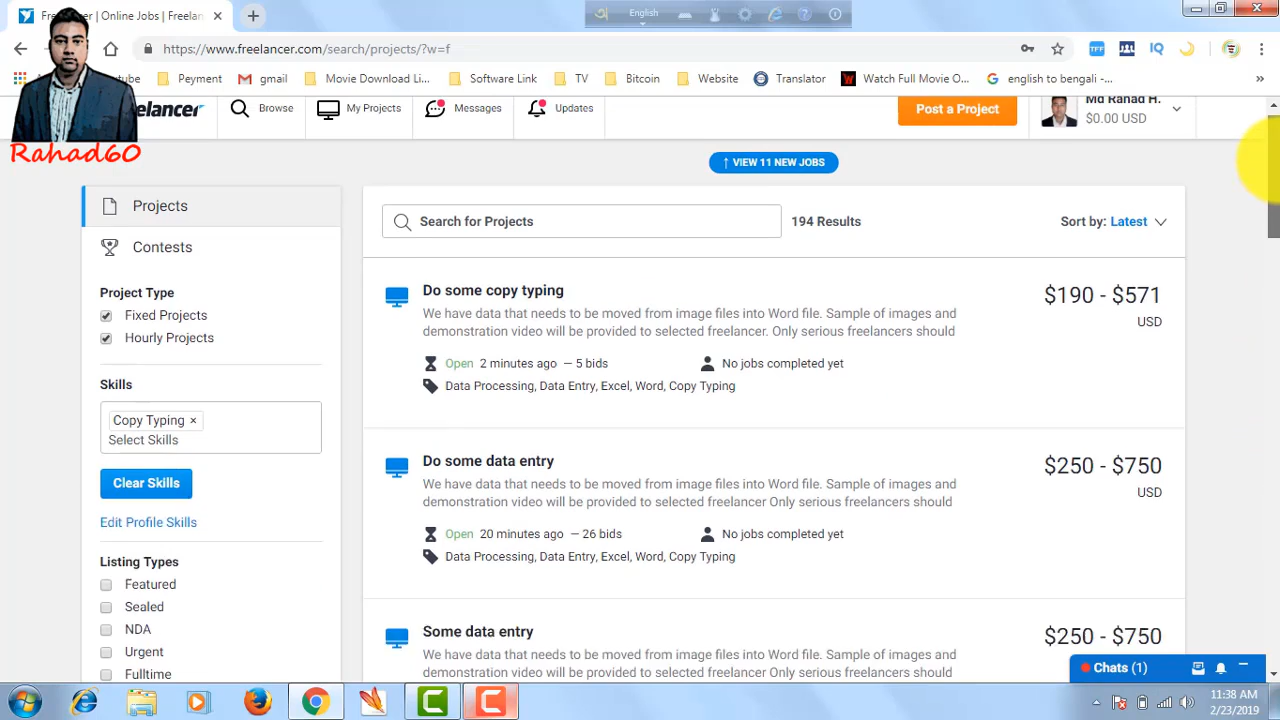 Online Jobs | Freelan
English
https://www.freelancer.com/search/projects/?w=f
Peyment
gmail
Movie Download Li...
Software Link
TV
Bitcoin
Website
Translator
Watch Full Movie O...
english to bengali -...
Rahad60
Browse
My Projects
Messages
Updates
Post a Project
Md Rahad H.
$0.00 USD
↑ VIEW 11 NEW JOBS
Projects
Contests
Project Type
Fixed Projects
Hourly Projects
Skills
Copy Typing ×
Select Skills
Clear Skills
Edit Profile Skills
Listing Types
Featured
Sealed
NDA
Urgent
Fulltime
Search for Projects
194 Results
Sort by: Latest
Do some copy typing
$190 - $571
USD
We have data that needs to be moved from image files into Word file. Sample of images and
demonstration video will be provided to selected freelancer. Only serious freelancers should
Open 2 minutes ago — 5 bids
No jobs completed yet
Data Processing, Data Entry, Excel, Word, Copy Typing
Do some data entry
$250 - $750
USD
We have data that needs to be moved from image files into Word file. Sample of images and
demonstration video will be provided to selected freelancer Only serious freelancers should
Open 20 minutes ago — 26 bids
No jobs completed yet
Data Processing, Data Entry, Excel, Word, Copy Typing
Some data entry
$250 - $750
We have data that needs to be moved from image files into Word file. Sample of images and
demonstration video will be provided to selected freelancer Only serious freelancers should
Chats (1)
11:38 AM
2/23/2019